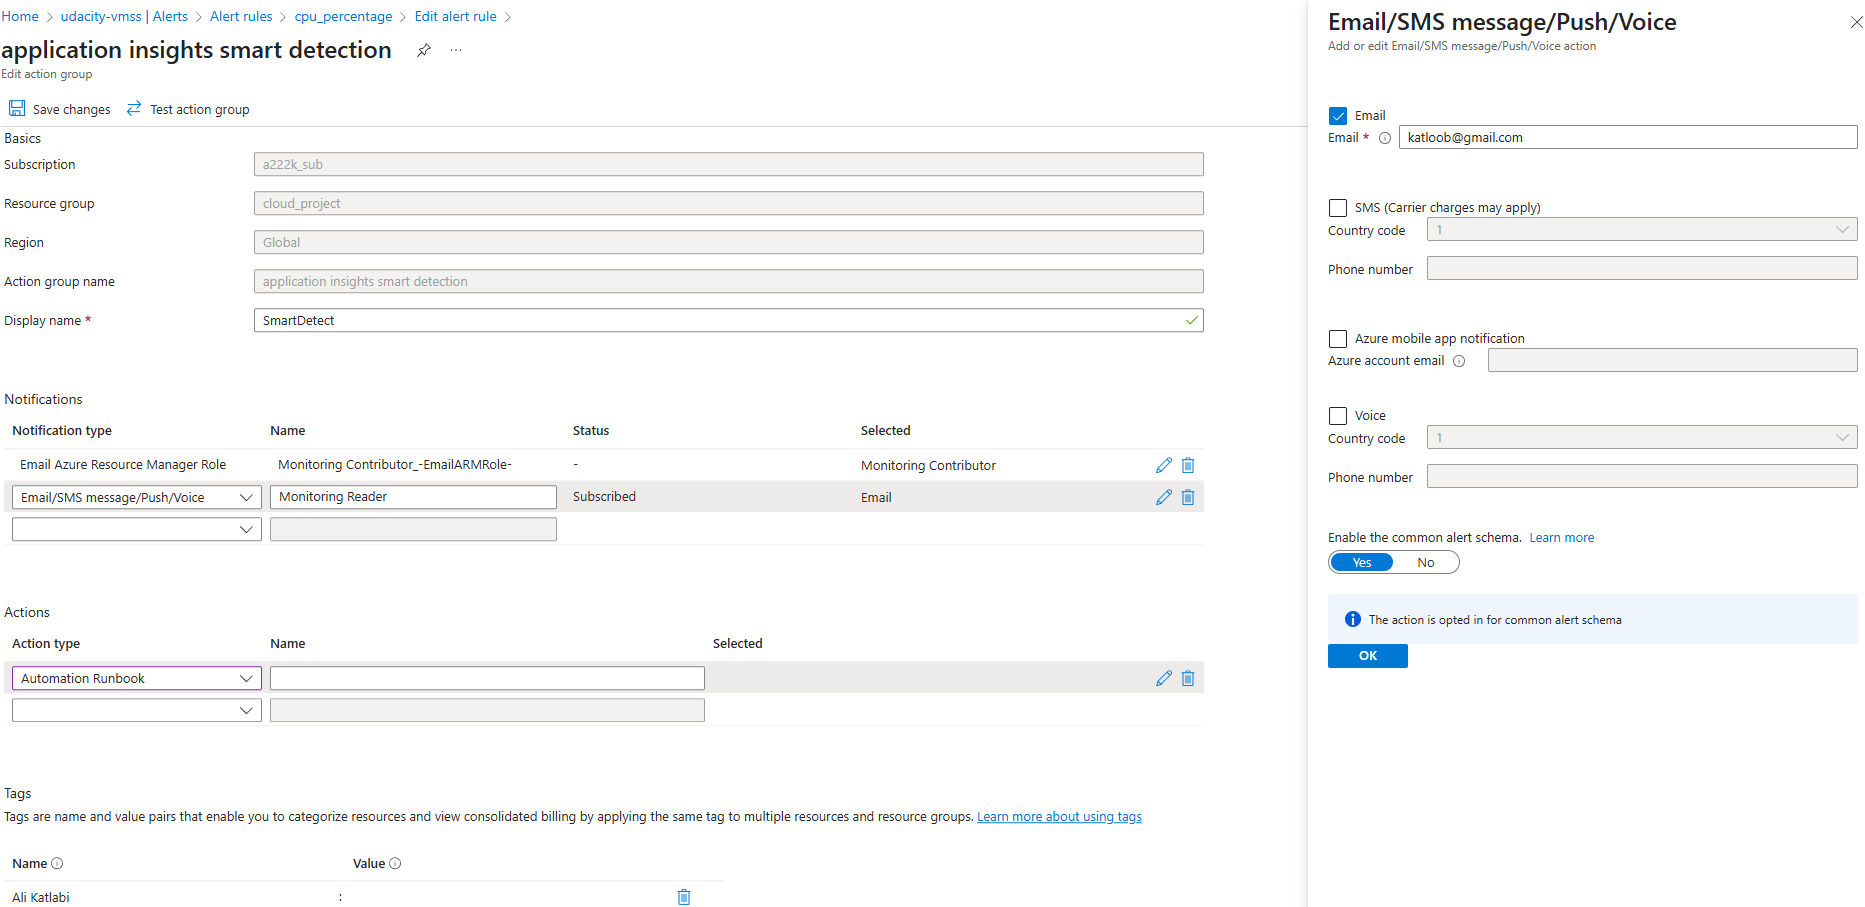 Home > udacity-vmss | Alerts > Alert rules > cpu_percentage > Edit alert rule >
application insights smart detection ...
Edit action group
Save changes Test action group
Basics
Subscription a222k_sub
Resource group cloud_project
Region Global
Action group name application insights smart detection
Display name * SmartDetect
Notifications
Notification type Name Status Selected
Email Azure Resource Manager Role Monitoring Contributor_-EmailARMRole- - Monitoring Contributor
Email/SMS message/Push/Voice Monitoring Reader Subscribed Email
Actions
Action type Name Selected
Automation Runbook
Tags
Tags are name and value pairs that enable you to categorize resources and view consolidated billing by applying the same tag to multiple resources and resource groups. Learn more about using tags
Name Value
Ali Katlabi :
Email/SMS message/Push/Voice
Add or edit Email/SMS message/Push/Voice action
Email
Email * katloob@gmail.com
SMS (Carrier charges may apply)
Country code 1
Phone number
Azure mobile app notification
Azure account email
Voice
Country code 1
Phone number
Enable the common alert schema. Learn more
Yes No
The action is opted in for common alert schema
OK